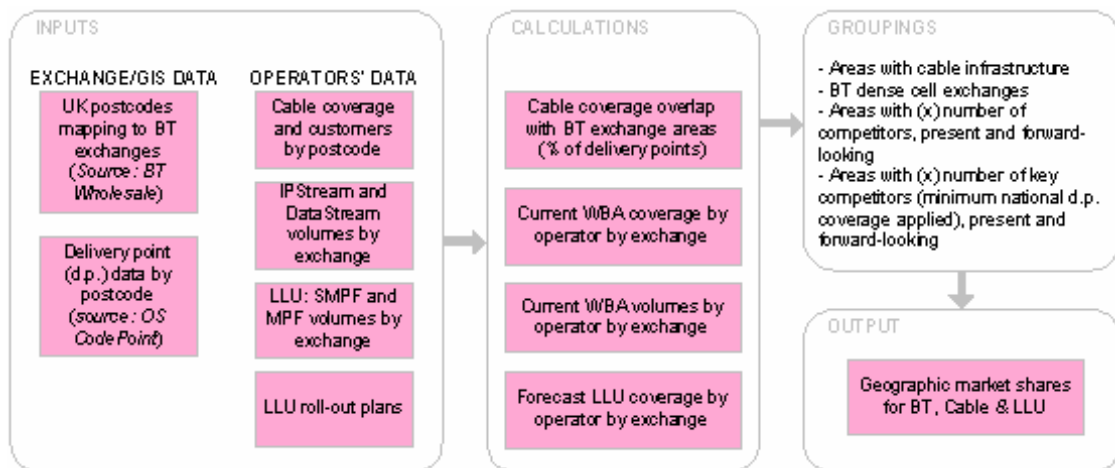 INPUTS
EXCHANGE/GIS DATA
UK postcodes
mapping to BT
exchanges
(Source: BT
Wholesale)
Delivery point
(d.p.) data by
postcode
(source: OS
CodePoint)
OPERATORS' DATA
Cable coverage
and customers
by postcode
IPStream and
DataStream
volumes by
exchange
LLU: SMPF and
MPF volumes by
exchange
LLU roll-out plans
CALCULATIONS
Cable coverage overlap
with BT exchange areas
(% of delivery points)
Current WBA coverage by
operator by exchange
Current WBA volumes by
operator by exchange
Forecast LLU coverage by
operator by exchange
GROUPINGS
- Areas with cable infrastructure
- BT dense cell exchanges
- Areas with (x) number of
competitors, present and forward-
looking
- Areas with (x) number of key
competitors (minimum national d.p.
coverage applied), present and
forward-looking
OUTPUT
Geographic market shares
for BT, Cable & LLU